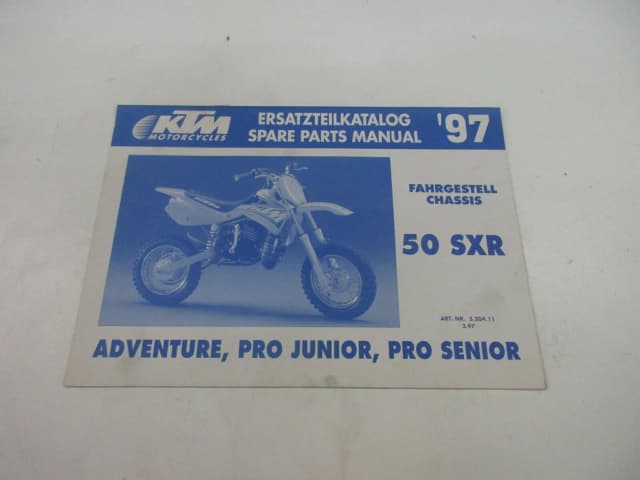 KTM
MOTORCYCLES
ERSATZTEILKATALOG
SPARE PARTS MANUAL
'97
FAHRGESTELL
CHASSIS
50 SXR
ART. NR. 3.204.11
3.97
ADVENTURE, PRO JUNIOR, PRO SENIOR